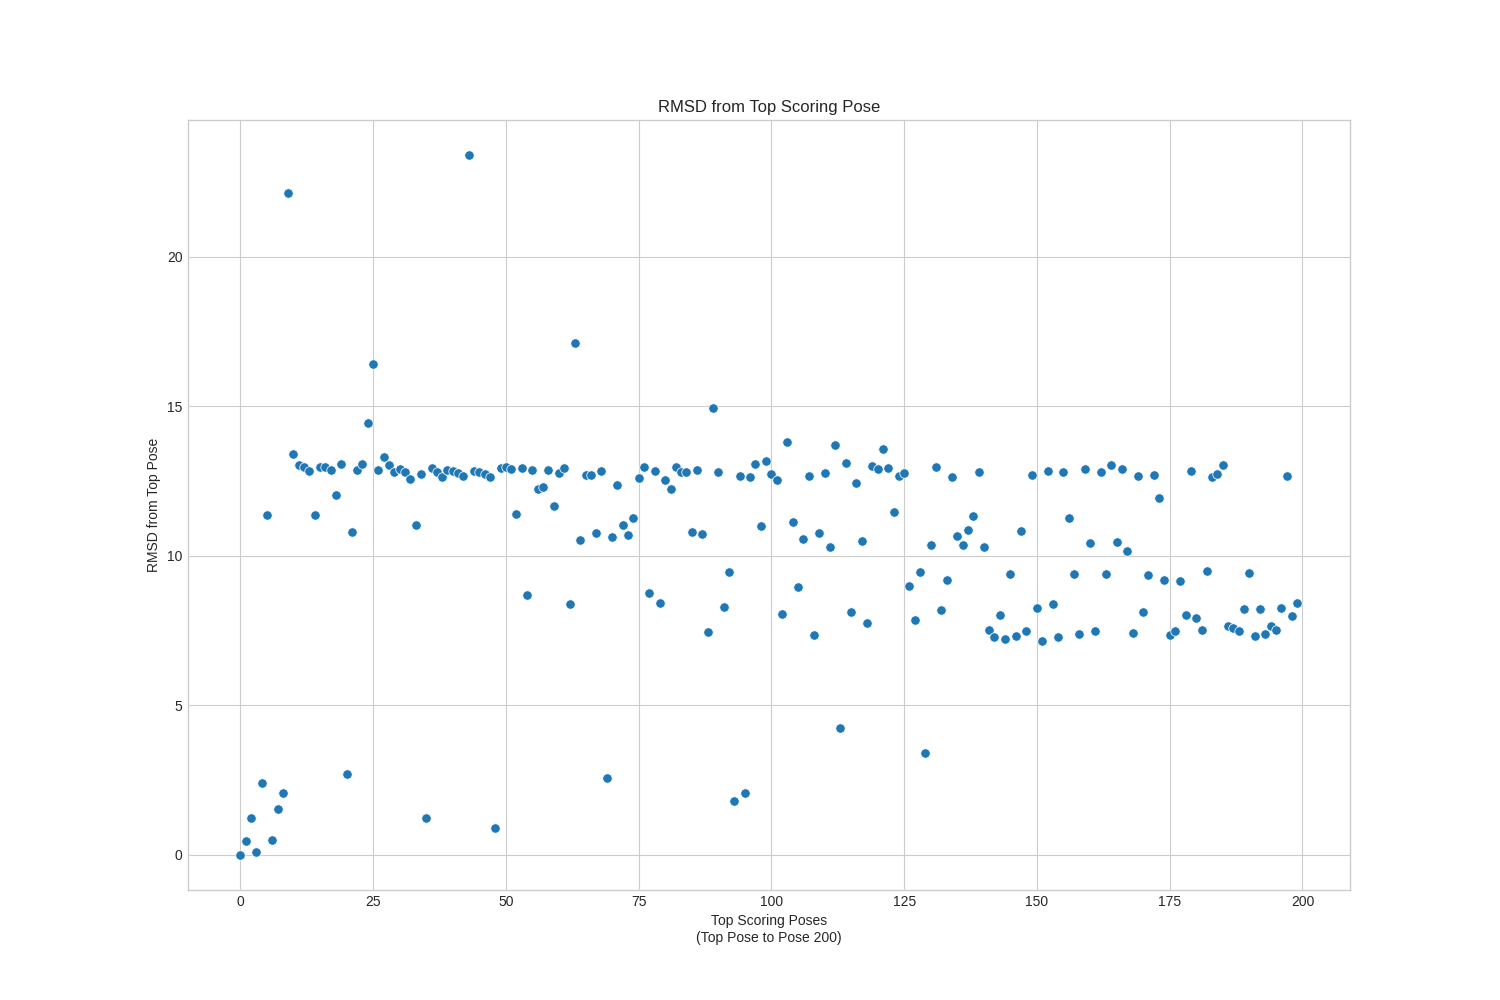 RMSD from Top Scoring Pose
RMSD from Top Pose
20
15
10
5
0
0 25 50 75 100 125 150 175 200
Top Scoring Poses
(Top Pose to Pose 200)